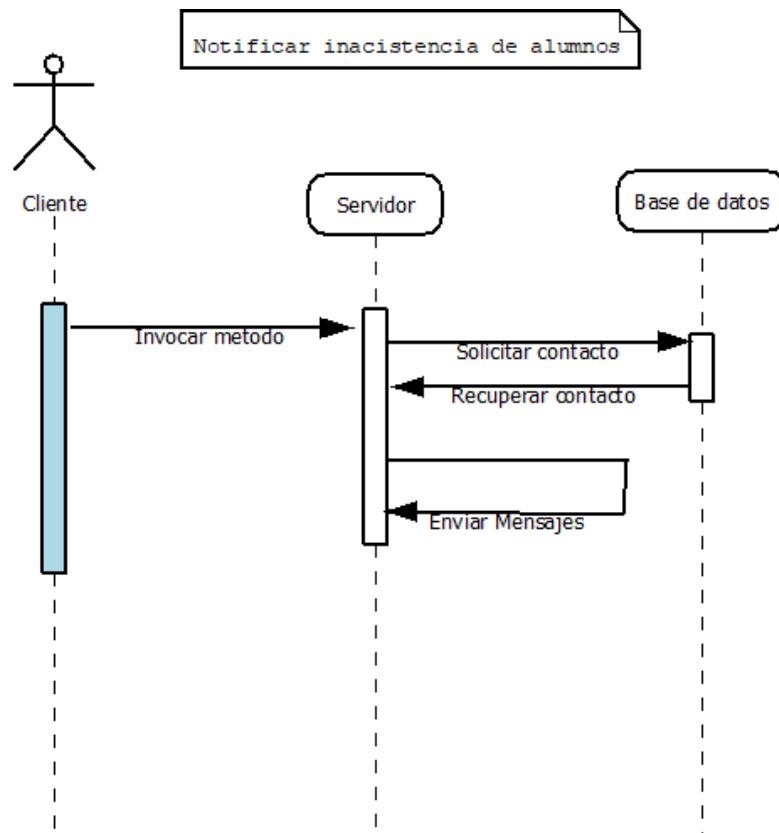 Notificar inacistencia de alumnos
Cliente
Servidor
Base de datos
Invocar metodo
Solicitar contacto
Recuperar contacto
Enviar Mensajes